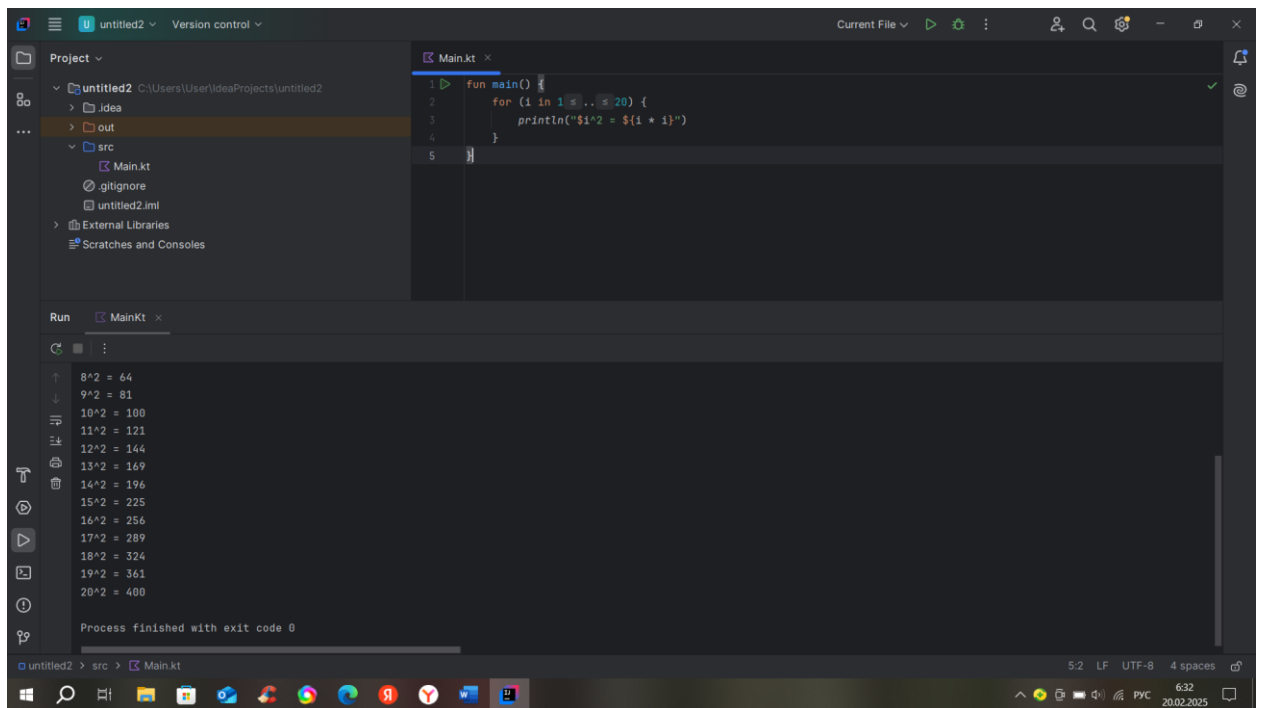 U untitled2 Version control Current File
Project
Main.kt ×
untitled2 C:\Users\User\IdeaProjects\untitled2
.idea
out
src
Main.kt
.gitignore
untitled2.iml
External Libraries
Scratches and Consoles
1 fun main() {
2 for (i in 1 ≤ .. ≤ 20) {
3 println("$i^2 = ${i * i}")
4 }
5 }
Run MainKt ×
8^2 = 64
9^2 = 81
10^2 = 100
11^2 = 121
12^2 = 144
13^2 = 169
14^2 = 196
15^2 = 225
16^2 = 256
17^2 = 289
18^2 = 324
19^2 = 361
20^2 = 400
Process finished with exit code 0
untitled2 > src > Main.kt 5:2 LF UTF-8 4 spaces
РУС 6:32
20.02.2025